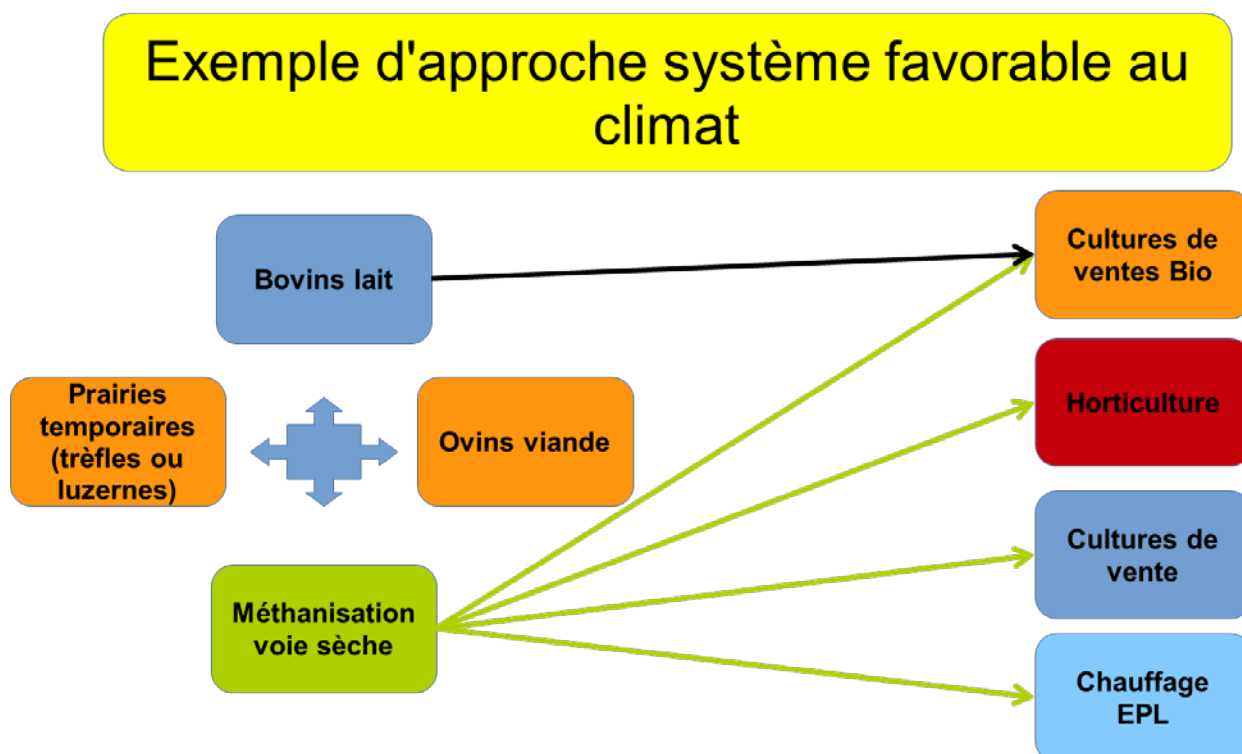 Exemple d'approche système favorable au
climat
Bovins lait
Cultures de
ventes Bio
Prairies
temporaires
(trèfles ou
luzernes)
Ovins viande
Horticulture
Méthanisation
voie sèche
Cultures de
vente
Chauffage
EPL